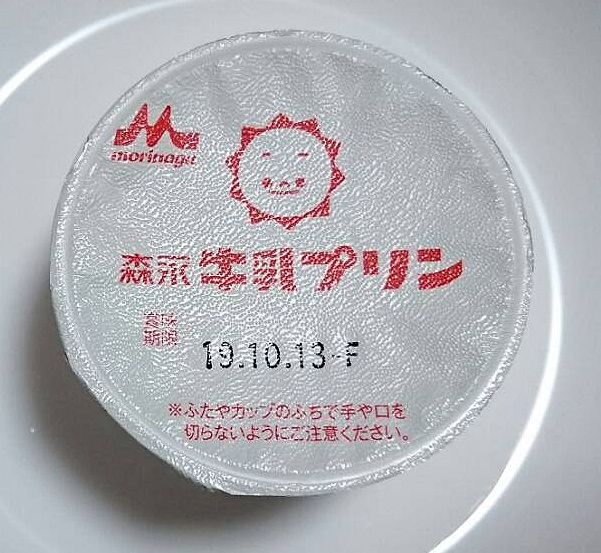 morinaga
森永 牛乳プリン
賞味
期限
19.10.13-F
※ふたやカップのふちで手や口を
切らないようにご注意ください。